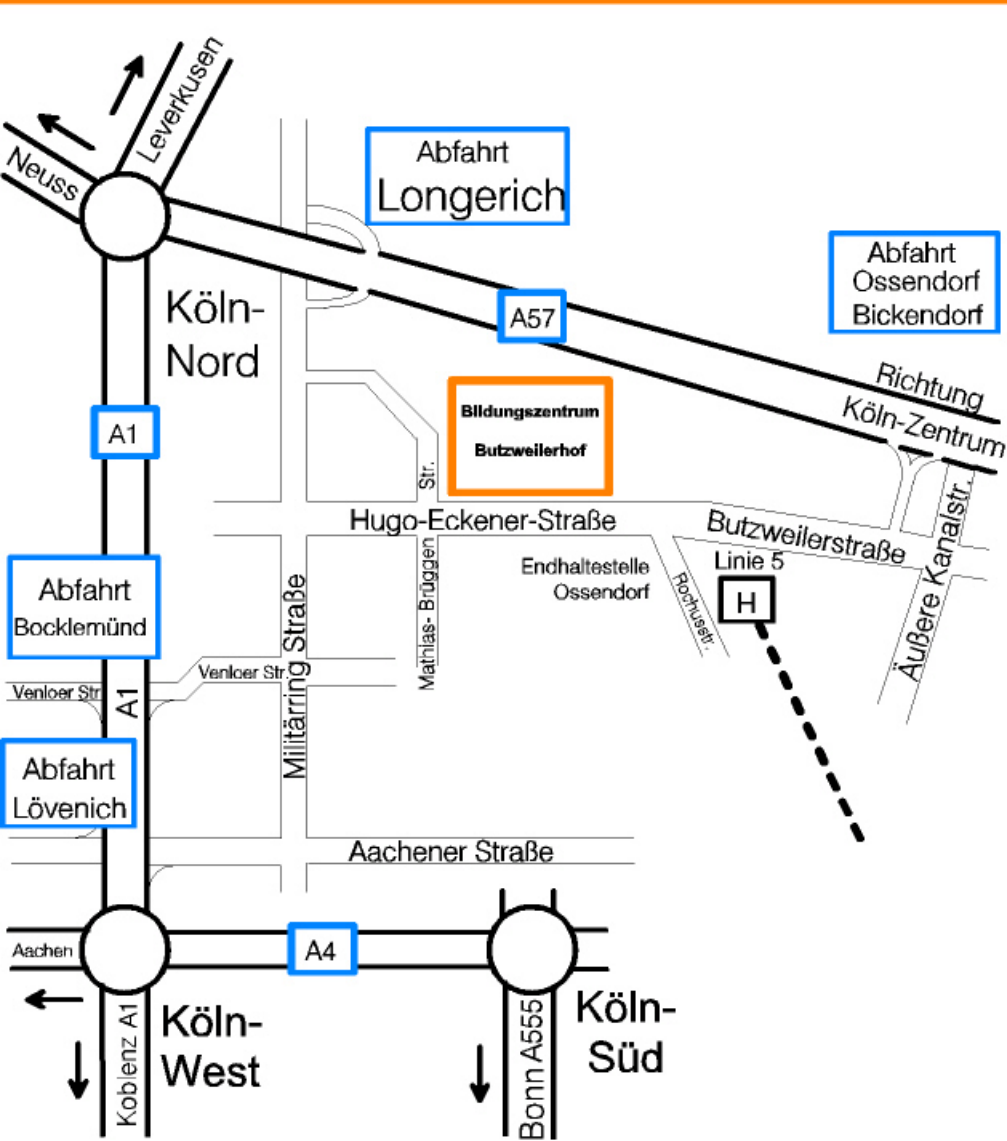 Leverkusen
Neuss
Abfahrt
Longerich
Abfahrt
Ossendorf
Bickendorf
Köln-
Nord
A57
Richtung
Köln-Zentrum
A1
Bildungszentrum
Butzweilerhof
Str.
Hugo-Eckener-Straße
Butzweilerstraße
Äußere Kanalstr.
Endhaltestelle
Ossendorf
Linie 5
H
Rochusstr.
Mathias- Brüggen
Militärring Straße
Abfahrt
Bocklemünd
Venloer Str.
Venloer Str
A1
Abfahrt
Lövenich
Aachener Straße
Aachen
A4
Köln-
West
Koblenz A1
Köln-
Süd
Bonn A555